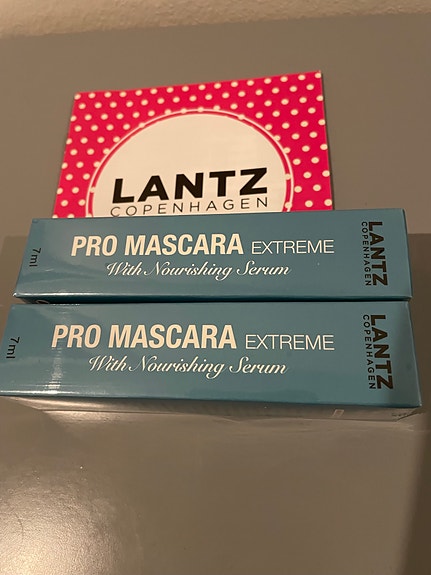 LANTZ
COPENHAGEN
7ml
PRO MASCARA EXTREME
With Nourishing Serum
LANTZ
COPENHAGEN
7ml
PRO MASCARA EXTREME
With Nourishing Serum
LANTZ
COPENHAGEN